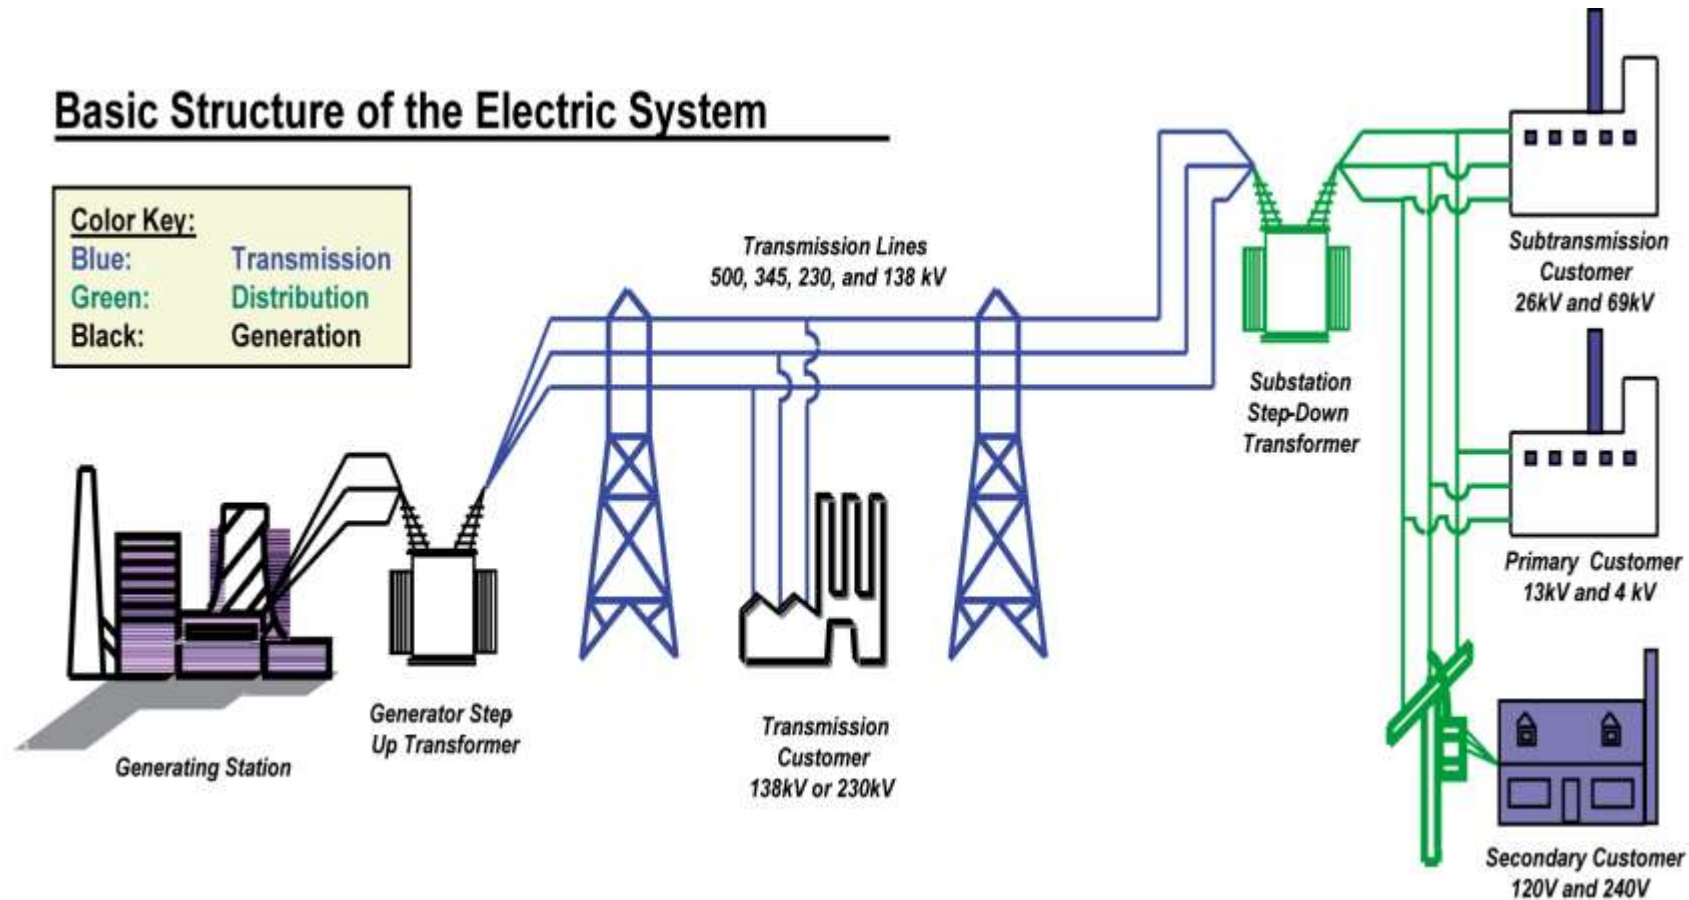 Basic Structure of the Electric System
Color Key:
Blue: Transmission
Green: Distribution
Black: Generation
Transmission Lines
500, 345, 230, and 138 kV
Generating Station
Generator Step
Up Transformer
Transmission
Customer
138kV or 230kV
Substation
Step-Down
Transformer
Subtransmission
Customer
26kV and 69kV
Primary Customer
13kV and 4 kV
Secondary Customer
120V and 240V